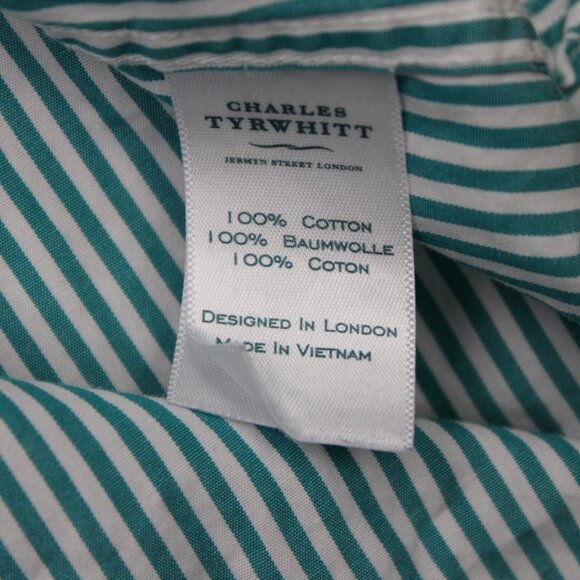 CHARLES
TYRWHITT
JERMYN STREET LONDON
100% COTTON
100% BAUMWOLLE
100% COTON
DESIGNED IN LONDON
MADE IN VIETNAM